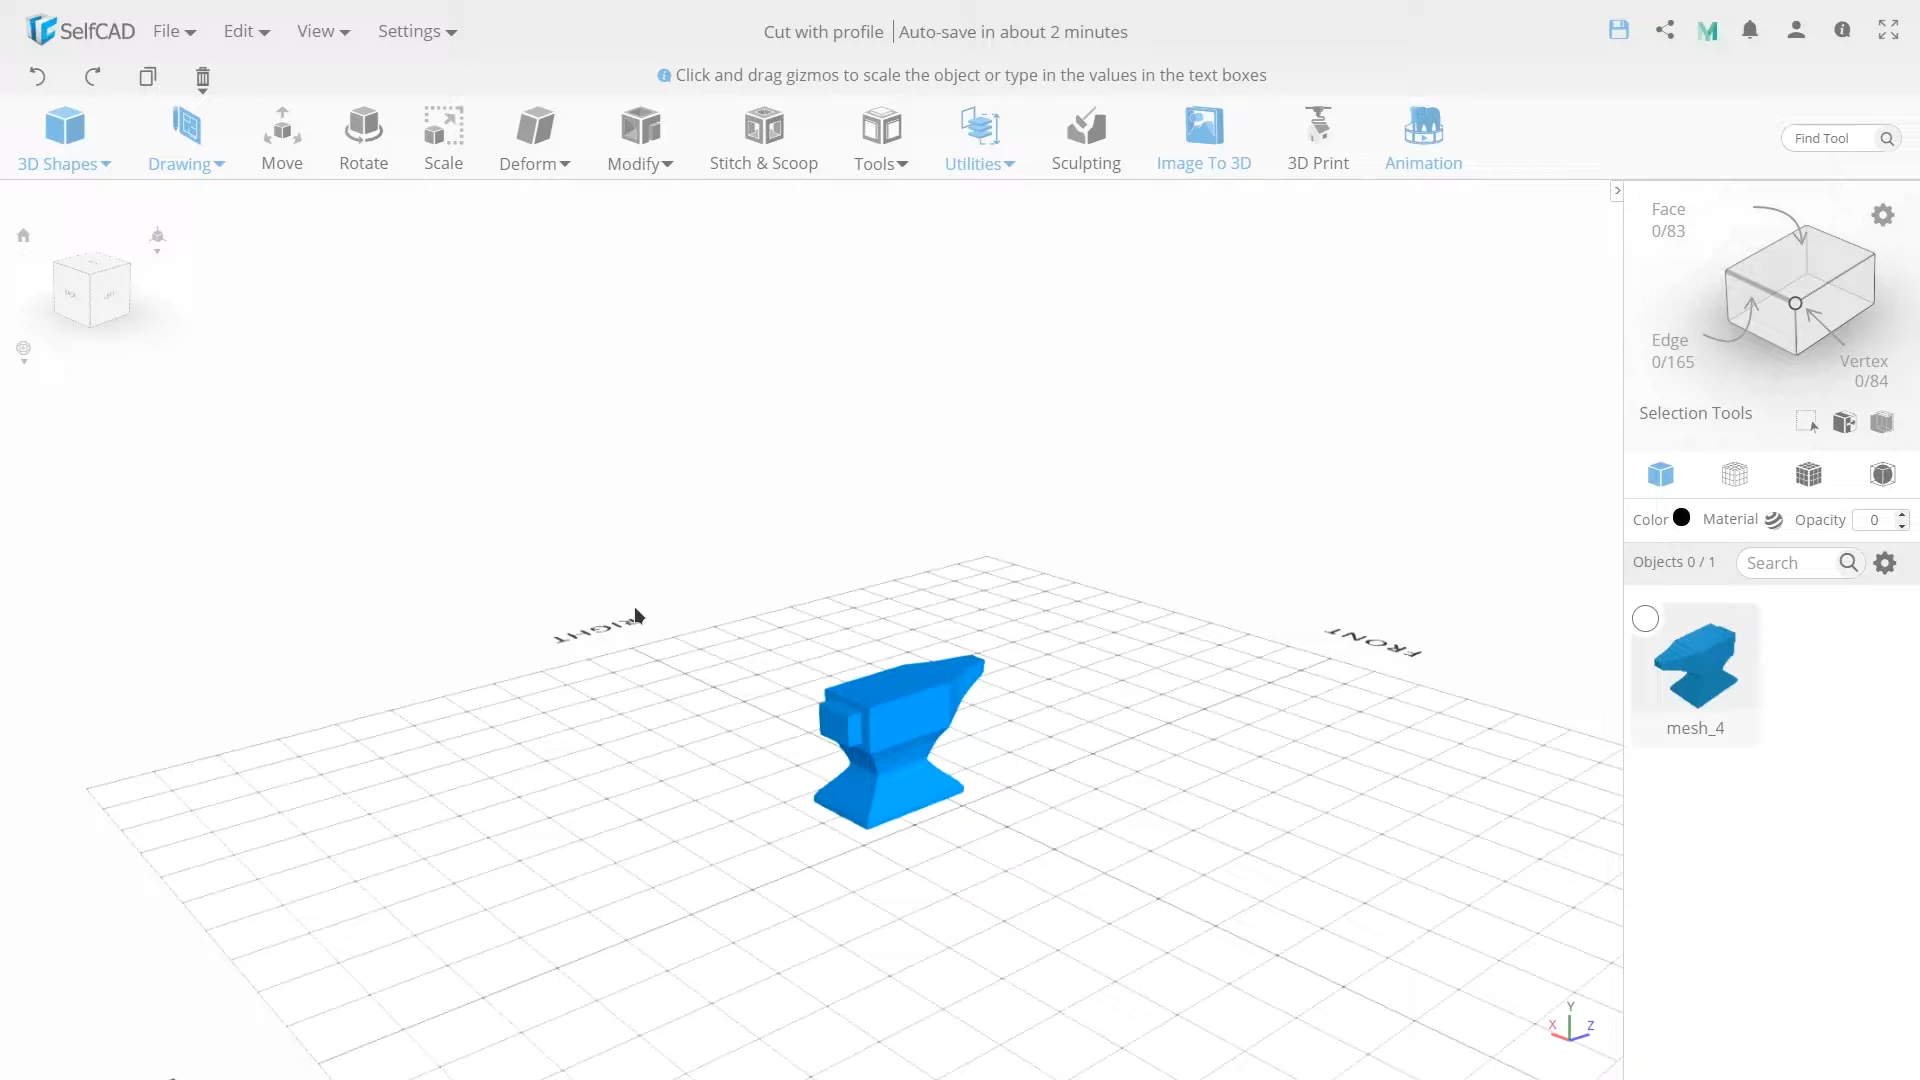 SelfCAD
File
Edit
View
Settings
Cut with profile
Auto-save in about 2 minutes
Click and drag gizmos to scale the object or type in the values in the text boxes
3D Shapes
Drawing
Move
Rotate
Scale
Deform
Modify
Stitch & Scoop
Tools
Utilities
Sculpting
Image To 3D
3D Print
Animation
Find Tool
BACK
LEFT
RIGHT
FRONT
Face
0/83
Edge
0/165
Vertex
0/84
Selection Tools
Color
Material
Opacity
0
Objects 0 / 1
Search
mesh_4
Y
X
Z